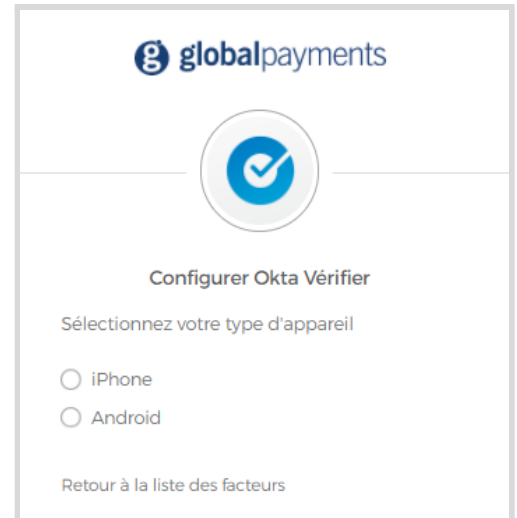 globalpayments
Configurer Okta Vérifier
Sélectionnez votre type d'appareil
iPhone
Android
Retour à la liste des facteurs